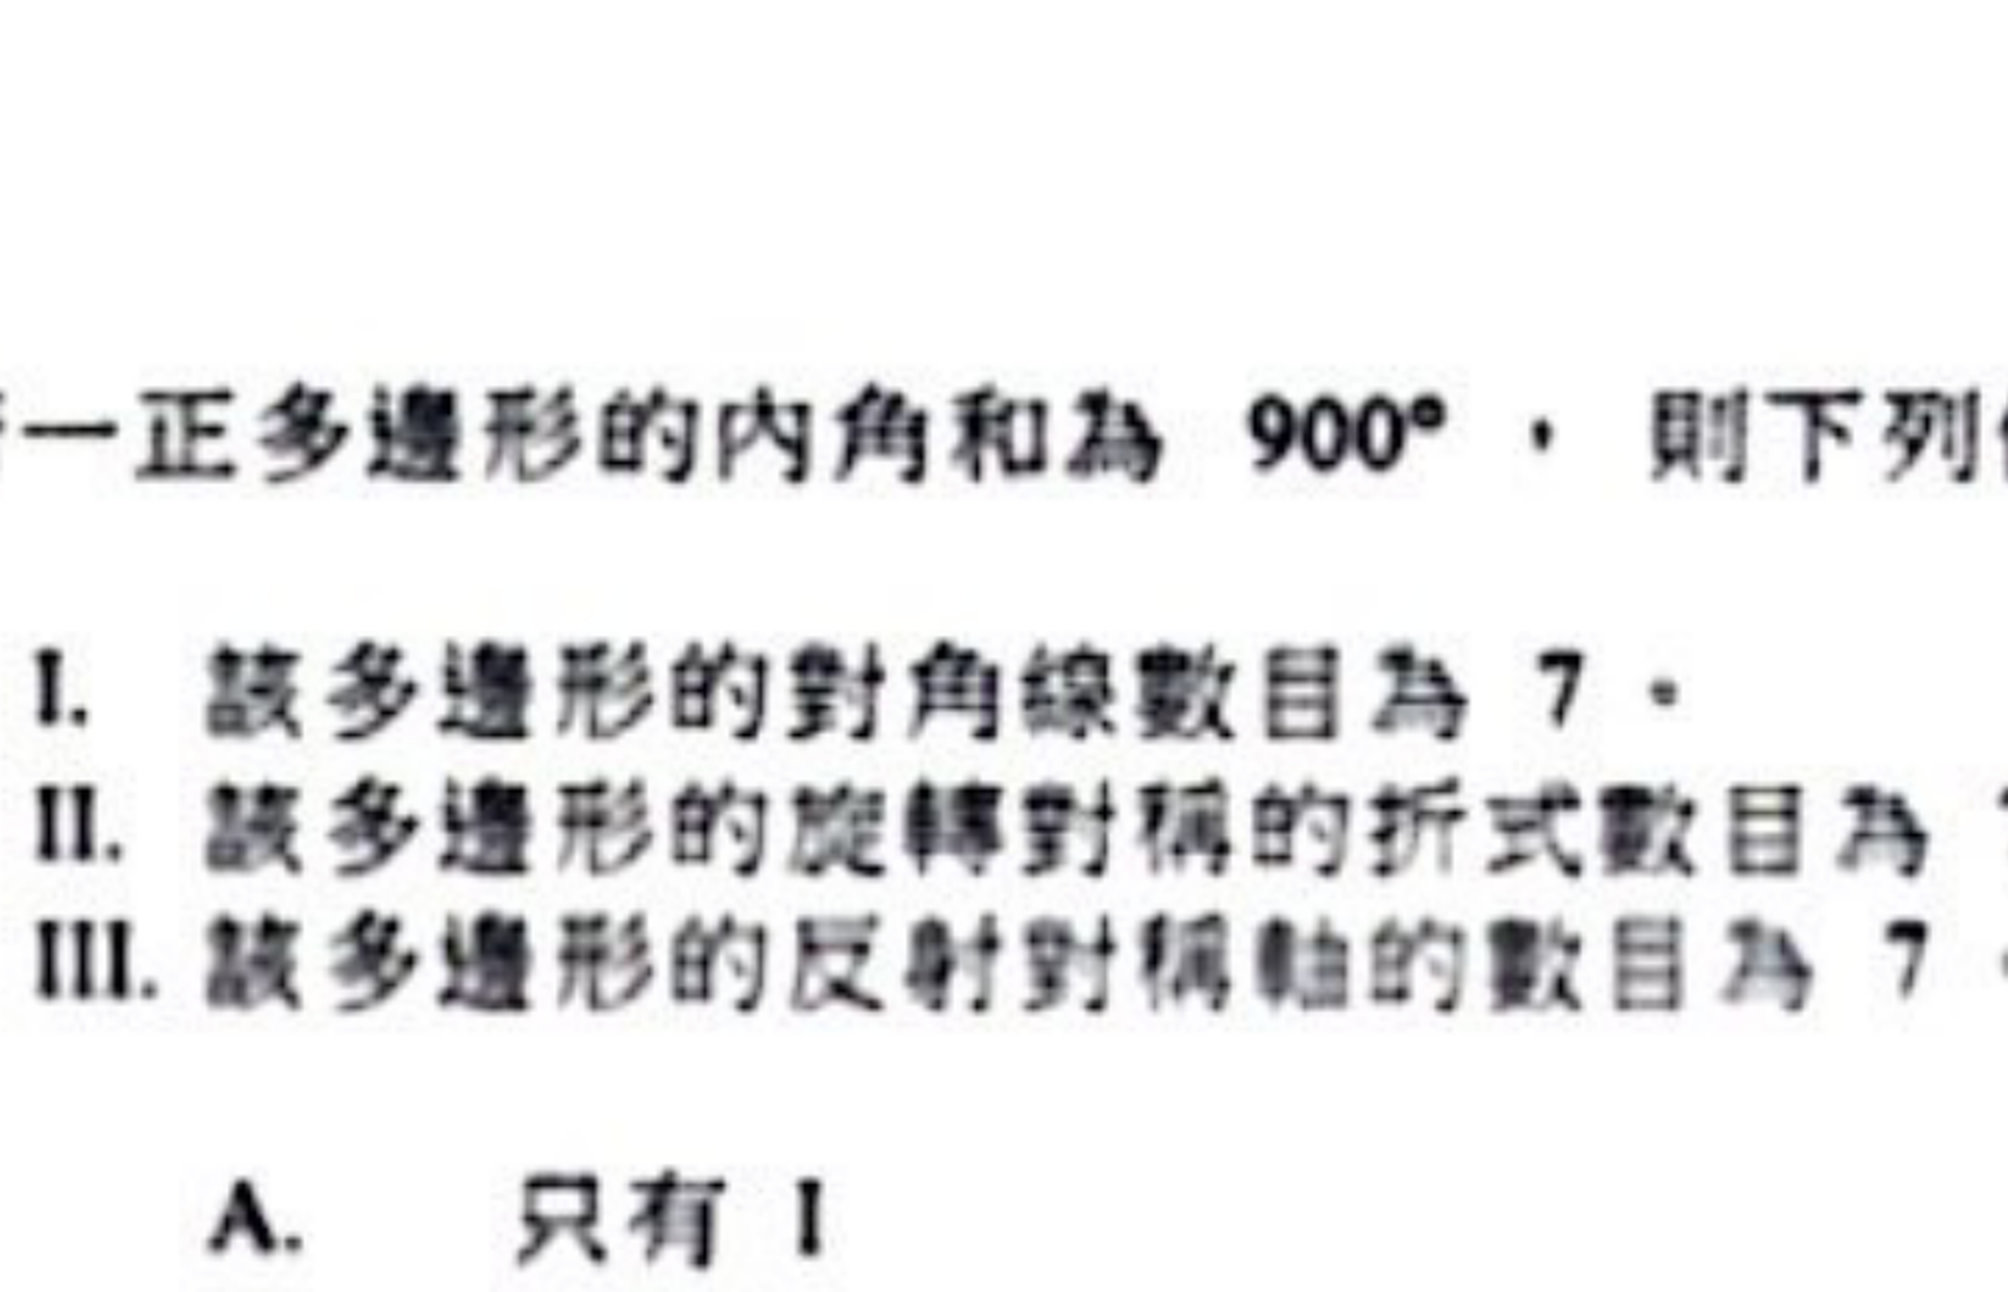 一正多邊形的內角和為 900°，則下列
I. 該多邊形的對角線數目為 7。
II. 該多邊形的旋轉對稱的折式數目為
III. 該多邊形的反射對稱軸的數目為 7
A. 只有 I